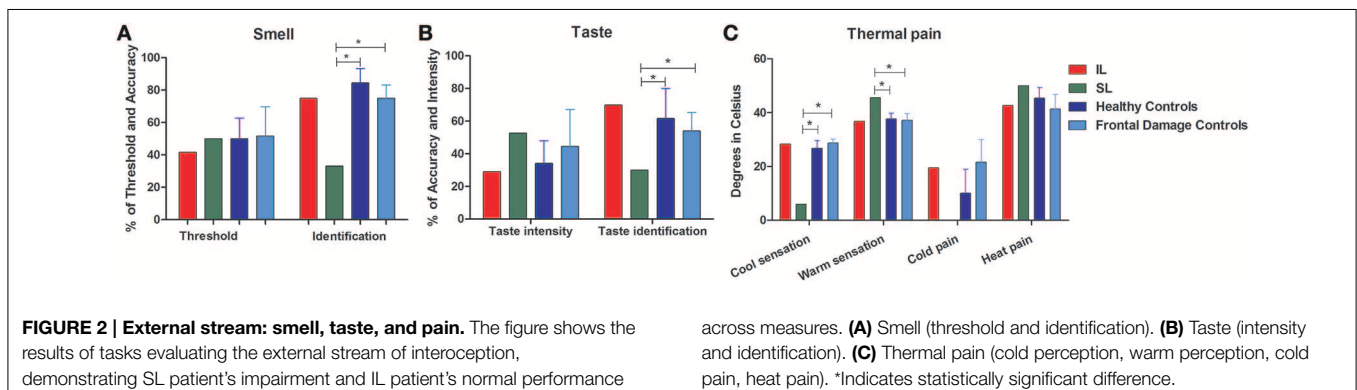 A
Smell
% of Threshold and Accuracy
100
80
60
40
20
0
Threshold
Identification
*
*
B
Taste
% of Accuracy and Intensity
100
80
60
40
20
0
Taste intensity
Taste identification
*
*
C
Thermal pain
Degrees in Celsius
60
40
20
0
Cool sensation
Warm sensation
Cold pain
Heat pain
*
*
*
*
IL
SL
Healthy Controls
Frontal Damage Controls
FIGURE 2 | External stream: smell, taste, and pain. The figure shows the
results of tasks evaluating the external stream of interoception,
demonstrating SL patient's impairment and IL patient's normal performance
across measures. (A) Smell (threshold and identification). (B) Taste (intensity
and identification). (C) Thermal pain (cold perception, warm perception, cold
pain, heat pain). *Indicates statistically significant difference.